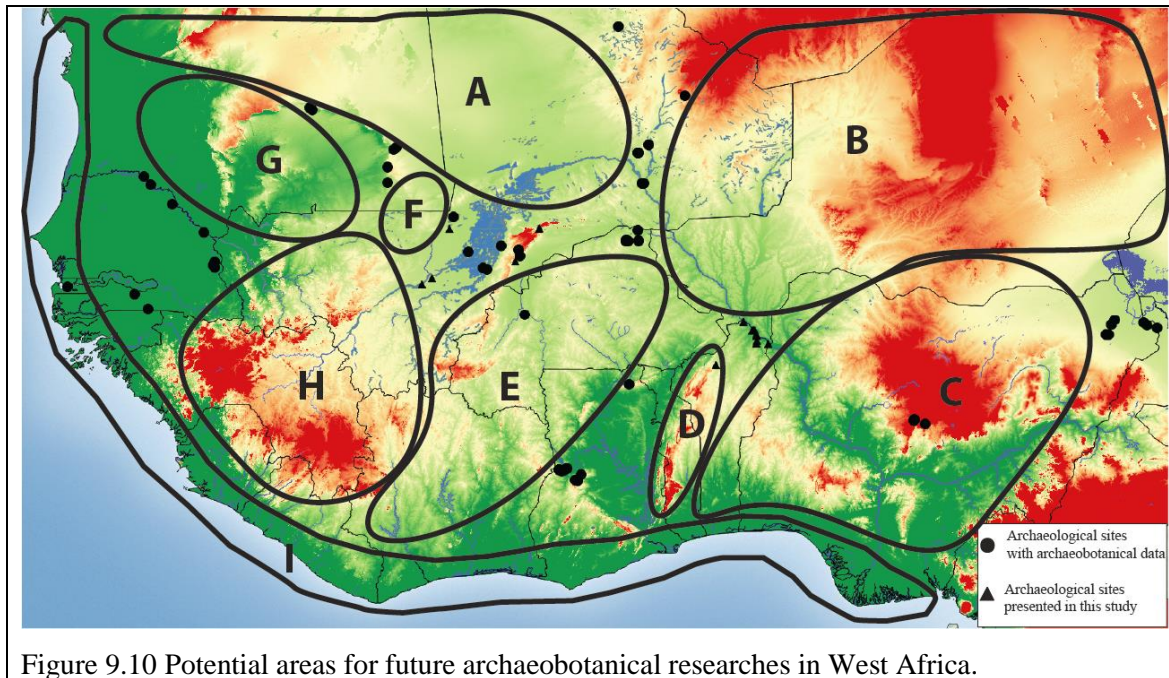 A
B
G
F
H
E
C
D
I
Archaeological sites
with archaeobotanical data
Archaeological sites
presented in this study
Figure 9.10 Potential areas for future archaeobotanical researches in West Africa.